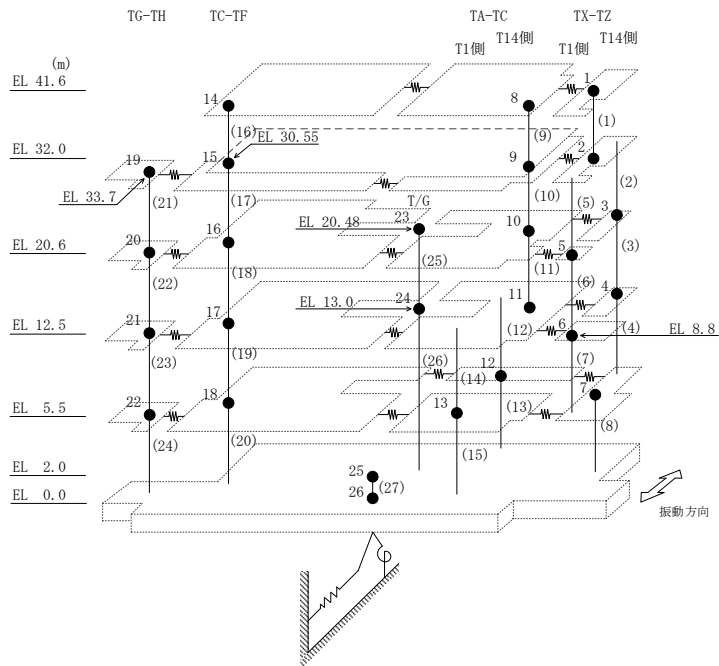 TG-TH TC-TF TA-TC TX-TZ
T1側 T14側 T1側 T14側
(m)
EL 41.6
14 8 1
(16) (9) (1)
EL 30.55
EL 32.0
19 15 9 2
EL 33.7
(21) (17) (10) (2)
T/G
EL 20.48 23 (5) 3
20 16 10 5 (3)
EL 20.6
(22) (18) (25) (11) (6)
EL 13.0 24 11 4
21 17 6 EL 8.8
EL 12.5
(23) (19) (12) (4)
(26) (14) 12 (7)
22 18 13 (13) 7
EL 5.5
(24) (20) (15) (8)
EL 2.0
25
26 (27)
EL 0.0
振動方向